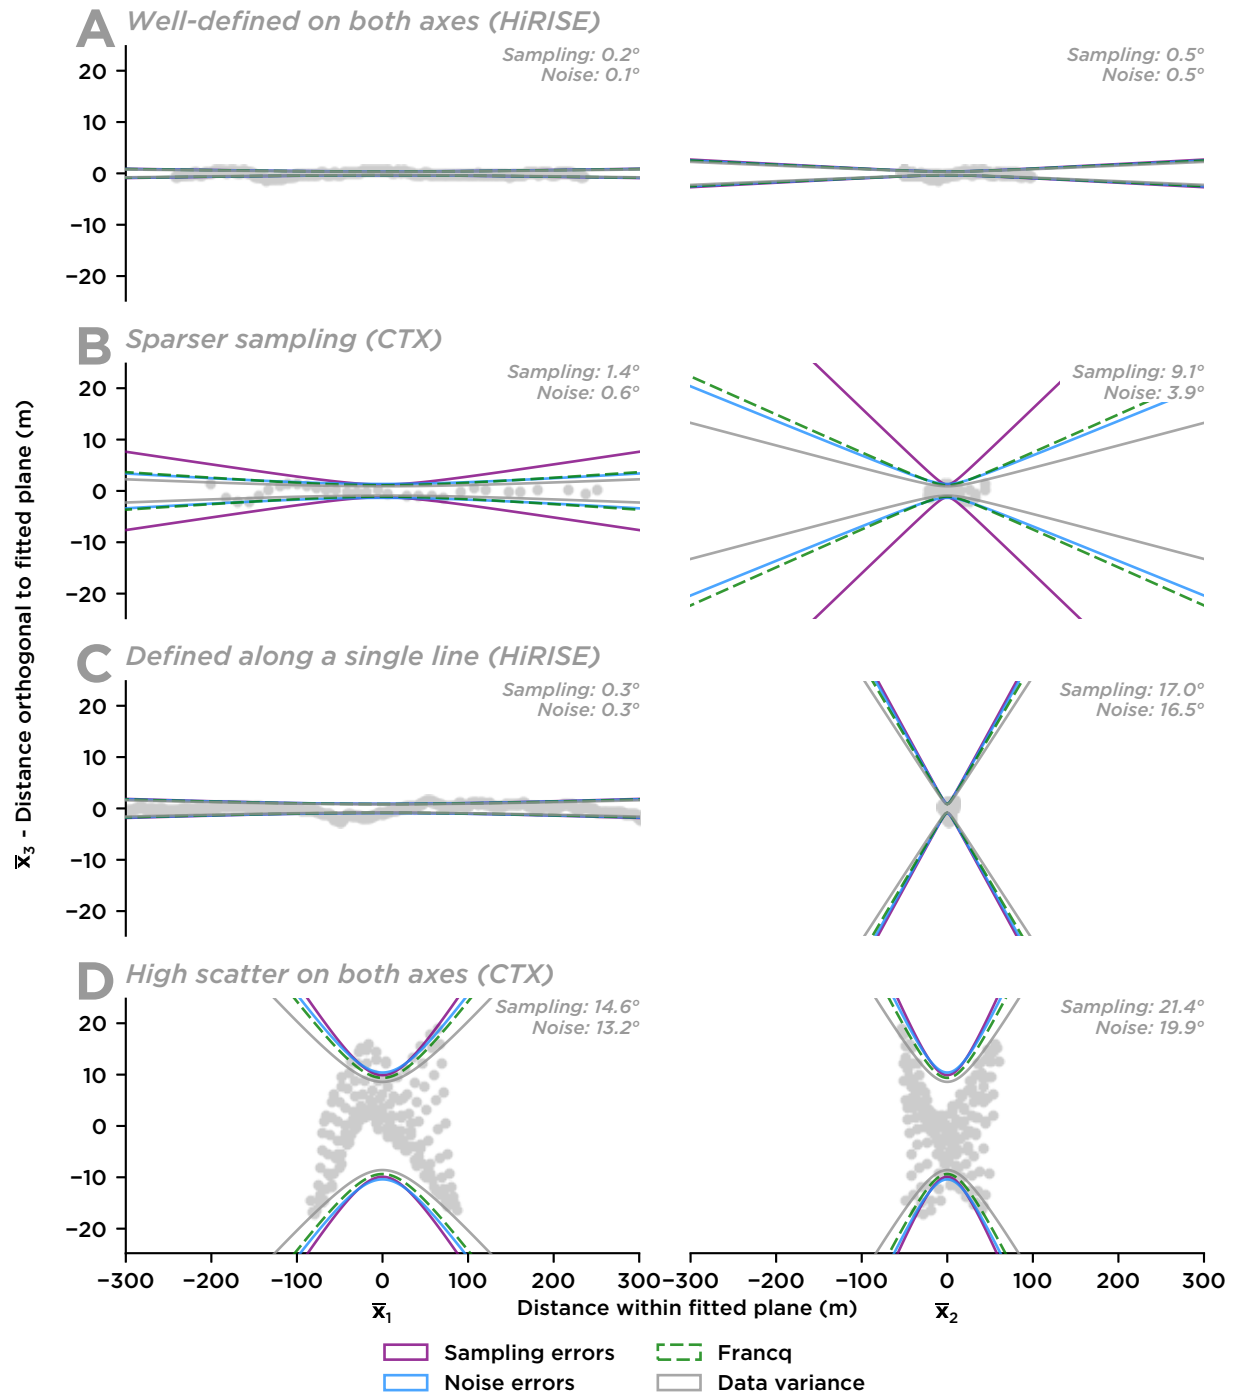 A Well-defined on both axes (HiRISE)
Sampling: 0.2°
Noise: 0.1°
Sampling: 0.5°
Noise: 0.5°
20
10
0
−10
−20
B Sparser sampling (CTX)
Sampling: 1.4°
Noise: 0.6°
Sampling: 9.1°
Noise: 3.9°
20
10
0
−10
−20
C Defined along a single line (HiRISE)
Sampling: 0.3°
Noise: 0.3°
Sampling: 17.0°
Noise: 16.5°
20
10
0
−10
−20
D High scatter on both axes (CTX)
Sampling: 14.6°
Noise: 13.2°
Sampling: 21.4°
Noise: 19.9°
20
10
0
−10
−20
x̄₃ - Distance orthogonal to fitted plane (m)
−300 −200 −100 0 100 200 300
−300 −200 −100 0 100 200 300
x̄₁ Distance within fitted plane (m) x̄₂
Sampling errors Francq
Noise errors Data variance